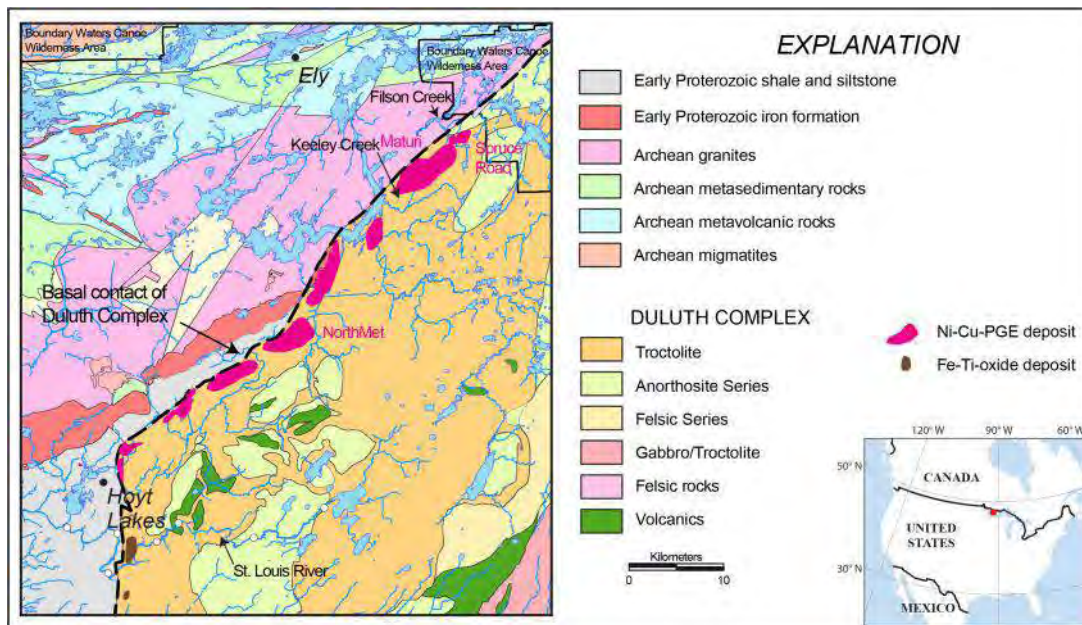 Boundary Waters Canoe
Wilderness Area
Boundary Waters Canoe
Wilderness Area
Ely
Filson Creek
Keeley Creek
Maturi
Spruce
Road
Basal contact of
Duluth Complex
NorthMet
Hoyt
Lakes
St. Louis River
EXPLANATION
Early Proterozoic shale and siltstone
Early Proterozoic iron formation
Archean granites
Archean metasedimentary rocks
Archean metavolcanic rocks
Archean migmatites
DULUTH COMPLEX
Troctolite
Anorthosite Series
Felsic Series
Gabbro/Troctolite
Felsic rocks
Volcanics
Kilometers
0 10
Ni-Cu-PGE deposit
Fe-Ti-oxide deposit
120°W 90°W 60°W
50°N
CANADA
UNITED
STATES
30°N
MEXICO